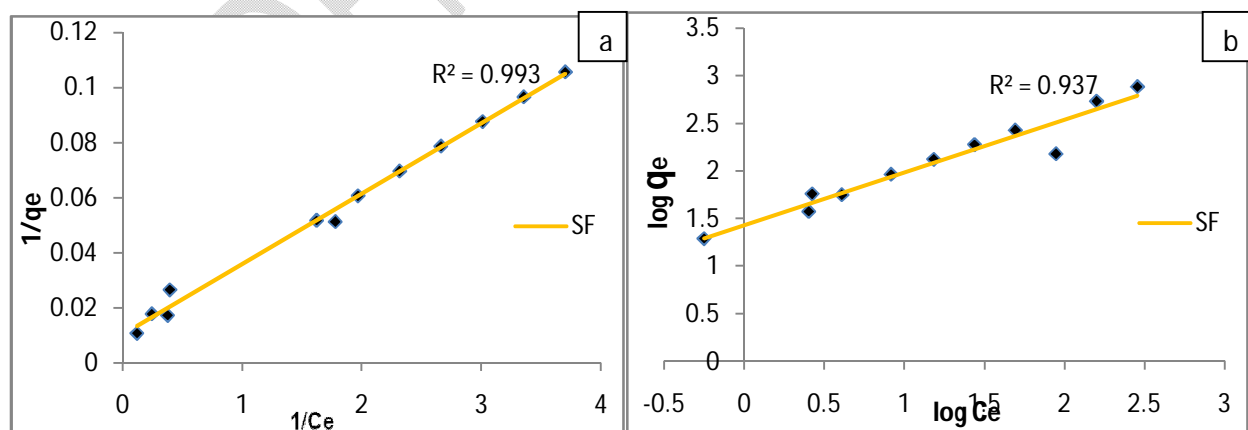 a
0.12
0.1
0.08
0.06
0.04
0.02
0
1/qe
R² = 0.993
SF
0 1 2 3 4
1/Ce
b
3.5
3
2.5
2
1.5
1
0.5
0
log qe
R² = 0.937
SF
-0.5 0 0.5 1 1.5 2 2.5 3
log Ce